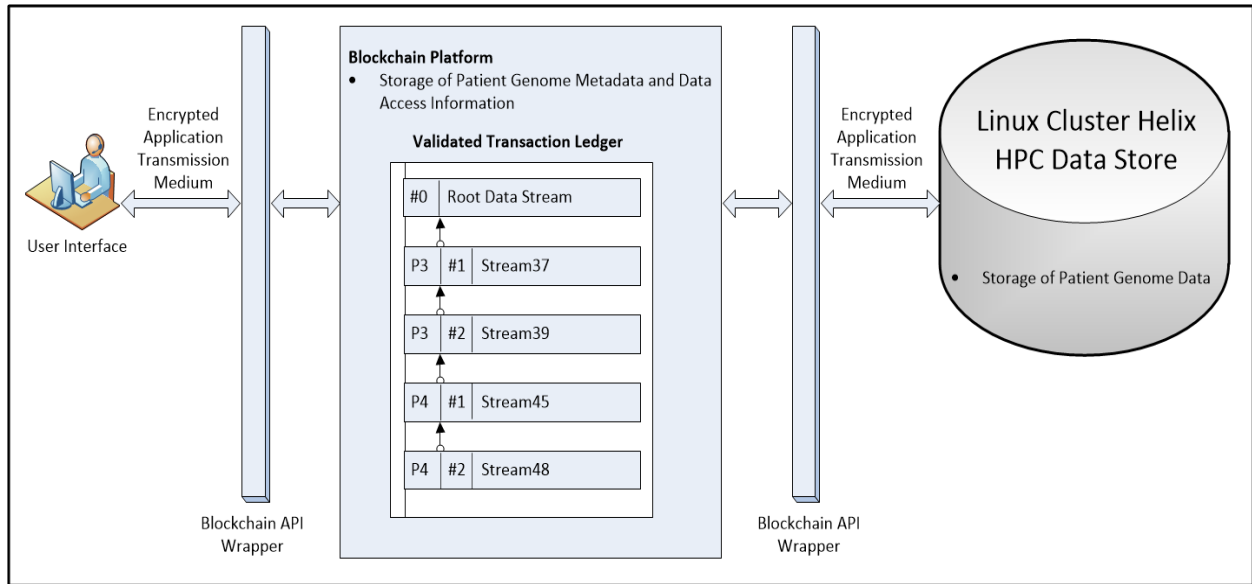 Encrypted
Application
Transmission
Medium
User Interface
Blockchain API
Wrapper
Blockchain Platform
• Storage of Patient Genome Metadata and Data
Access Information
Validated Transaction Ledger
#0 Root Data Stream
P3 #1 Stream37
P3 #2 Stream39
P4 #1 Stream45
P4 #2 Stream48
Encrypted
Application
Transmission
Medium
Blockchain API
Wrapper
Linux Cluster Helix
HPC Data Store
• Storage of Patient Genome Data